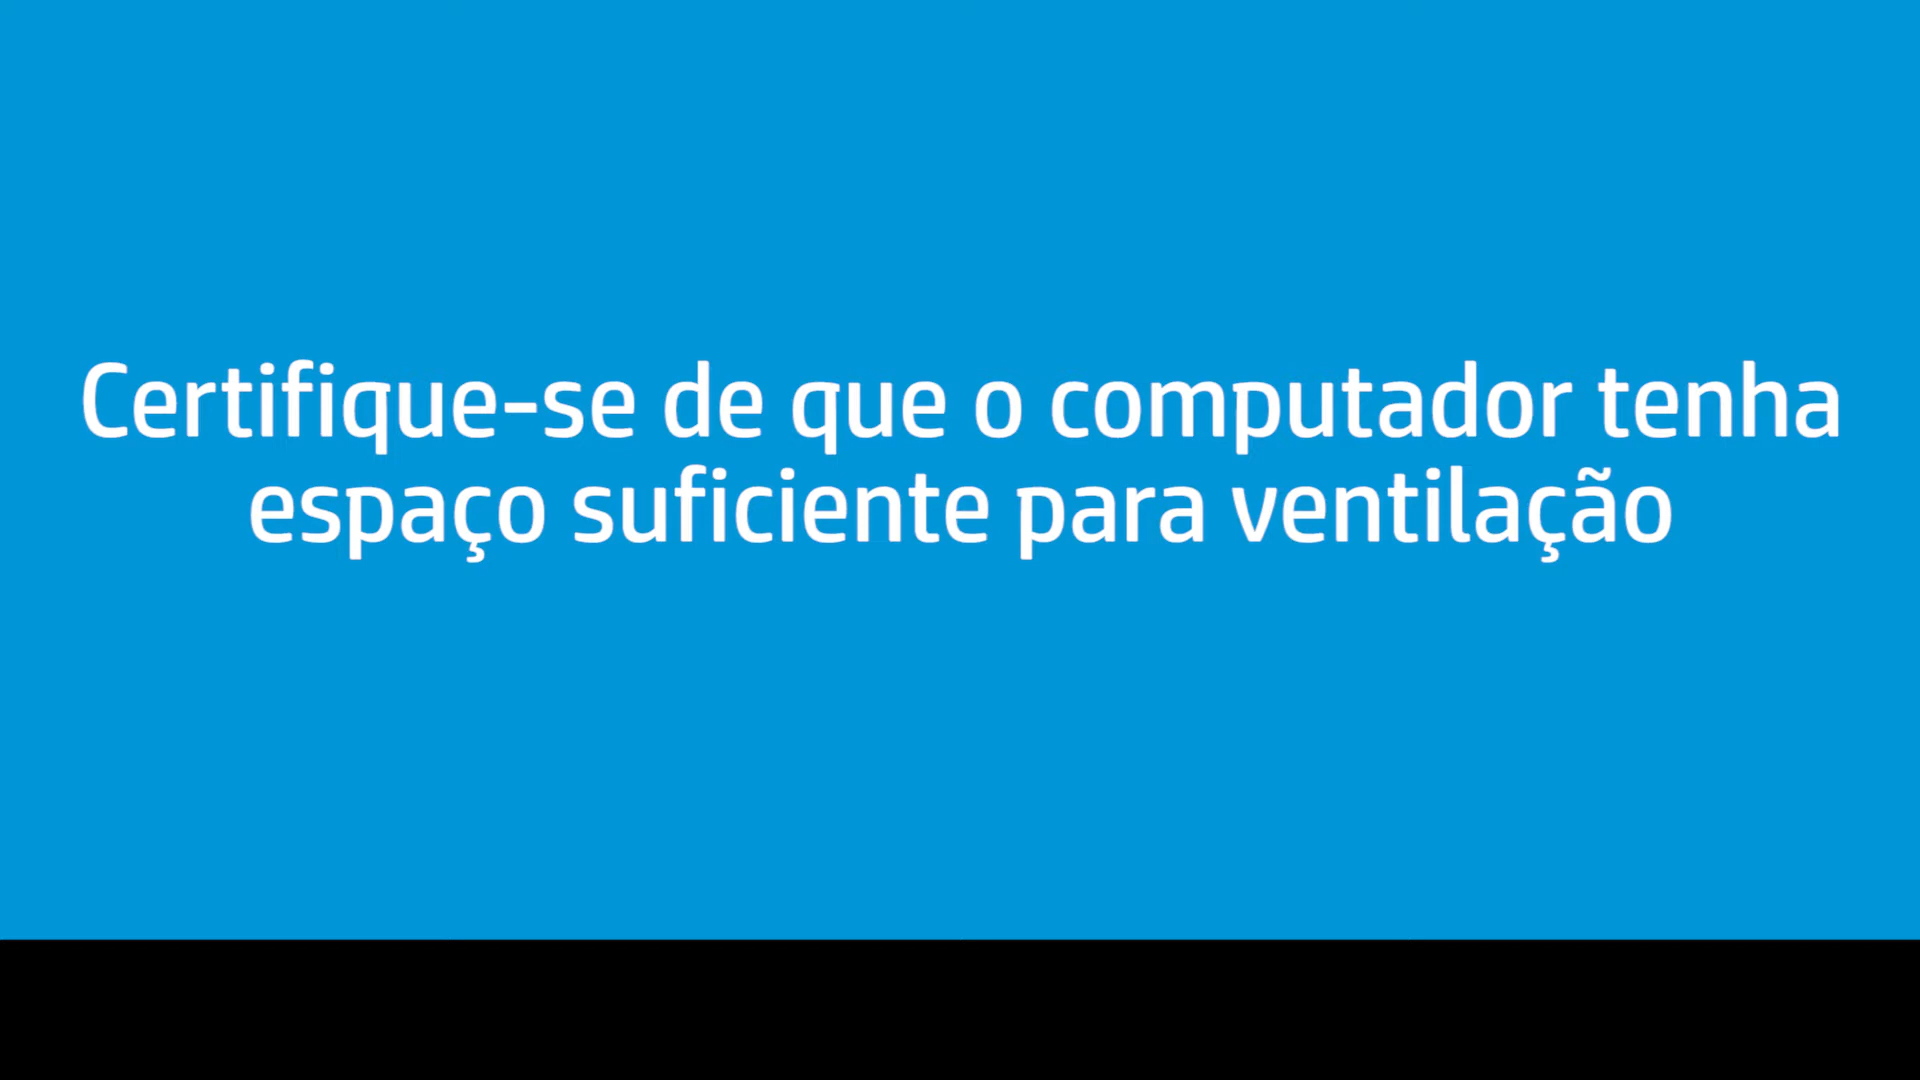 Certifique-se de que o computador tenha
espaço suficiente para ventilação